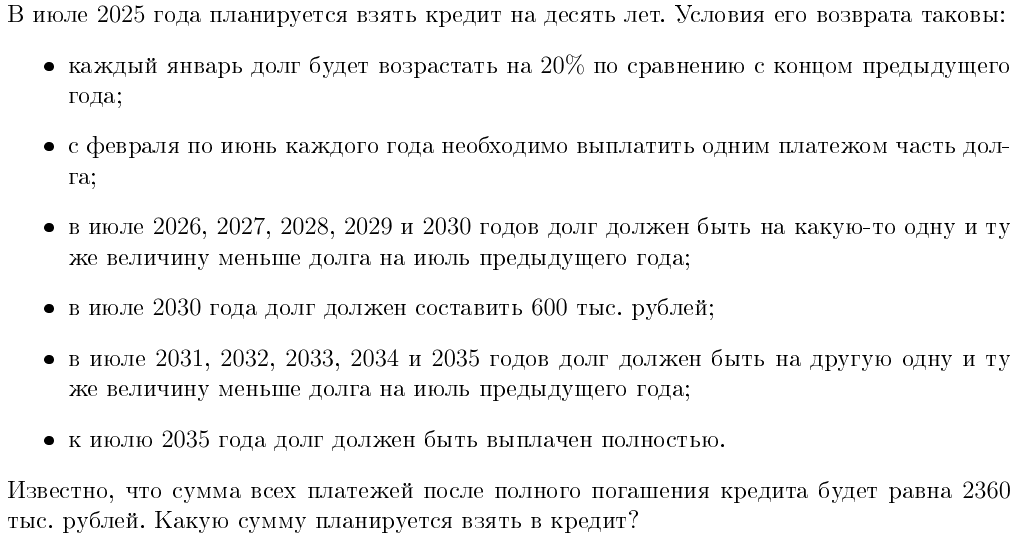 В июле 2025 года планируется взять кредит на десять лет. Условия его возврата таковы:
• каждый январь долг будет возрастать на 20% по сравнению с концом предыдущего
года;
• с февраля по июнь каждого года необходимо выплатить одним платежом часть дол-
га;
• в июле 2026, 2027, 2028, 2029 и 2030 годов долг должен быть на какую-то одну и ту
же величину меньше долга на июль предыдущего года;
• в июле 2030 года долг должен составить 600 тыс. рублей;
• в июле 2031, 2032, 2033, 2034 и 2035 годов долг должен быть на другую одну и ту
же величину меньше долга на июль предыдущего года;
• к июлю 2035 года долг должен быть выплачен полностью.
Известно, что сумма всех платежей после полного погашения кредита будет равна 2360
тыс. рублей. Какую сумму планируется взять в кредит?